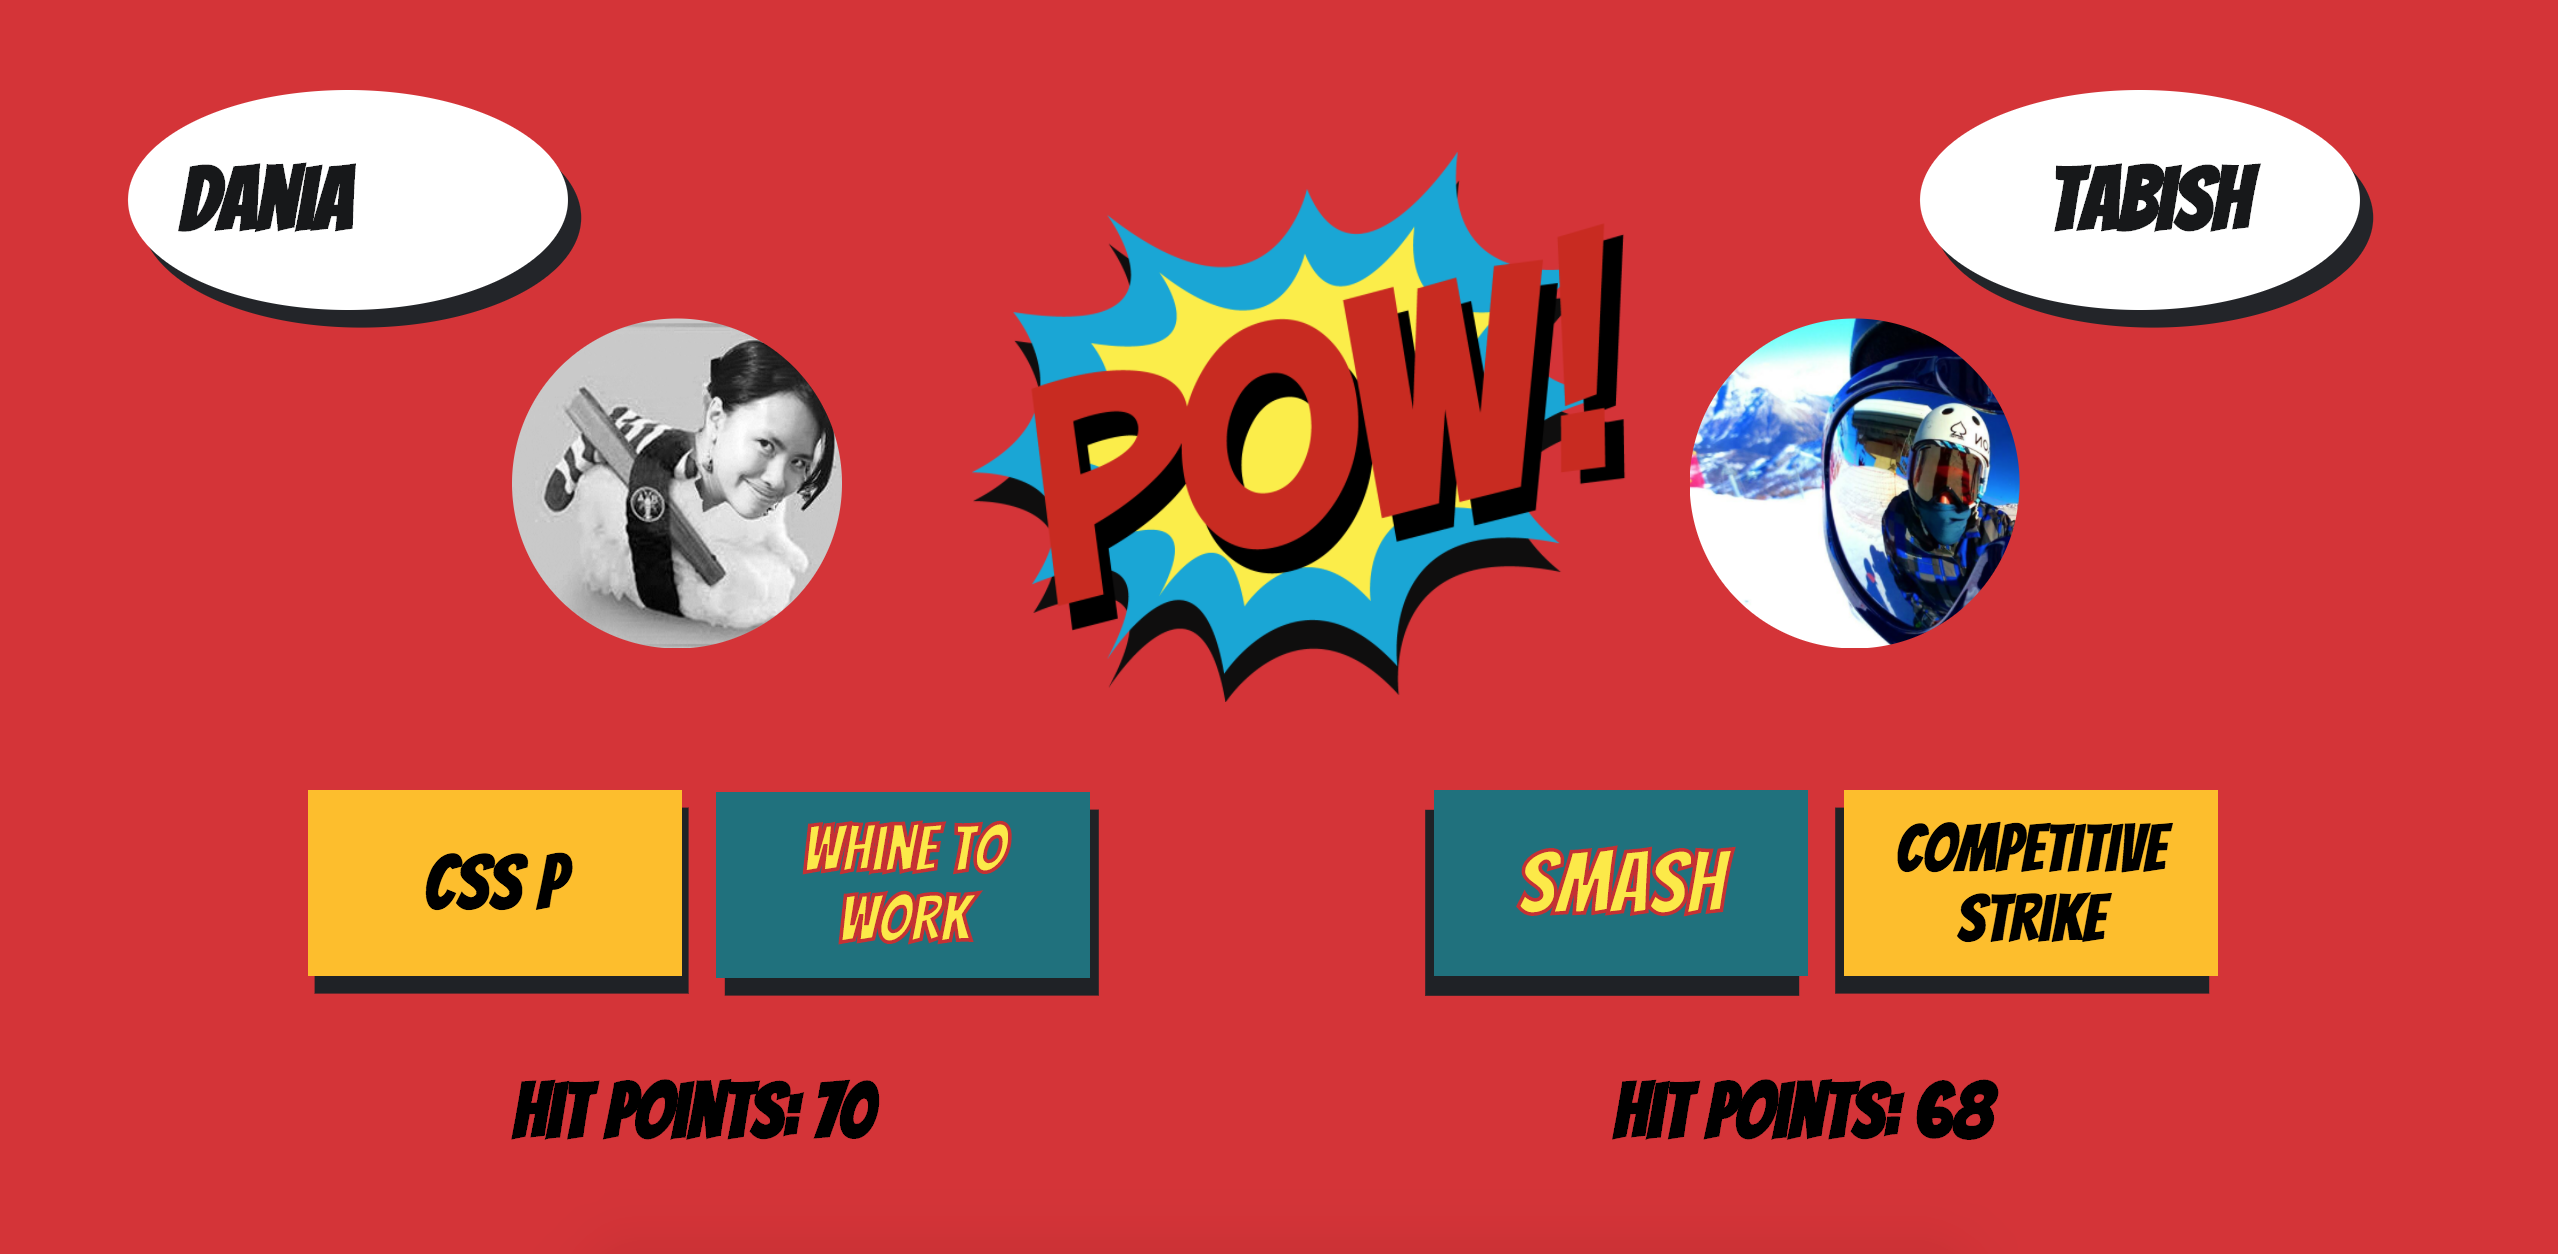 DANIA
TABISH
POW!
CSS P
WHINE TO
WORK
SMASH
COMPETITIVE
STRIKE
HIT POINTS: 70
HIT POINTS: 68